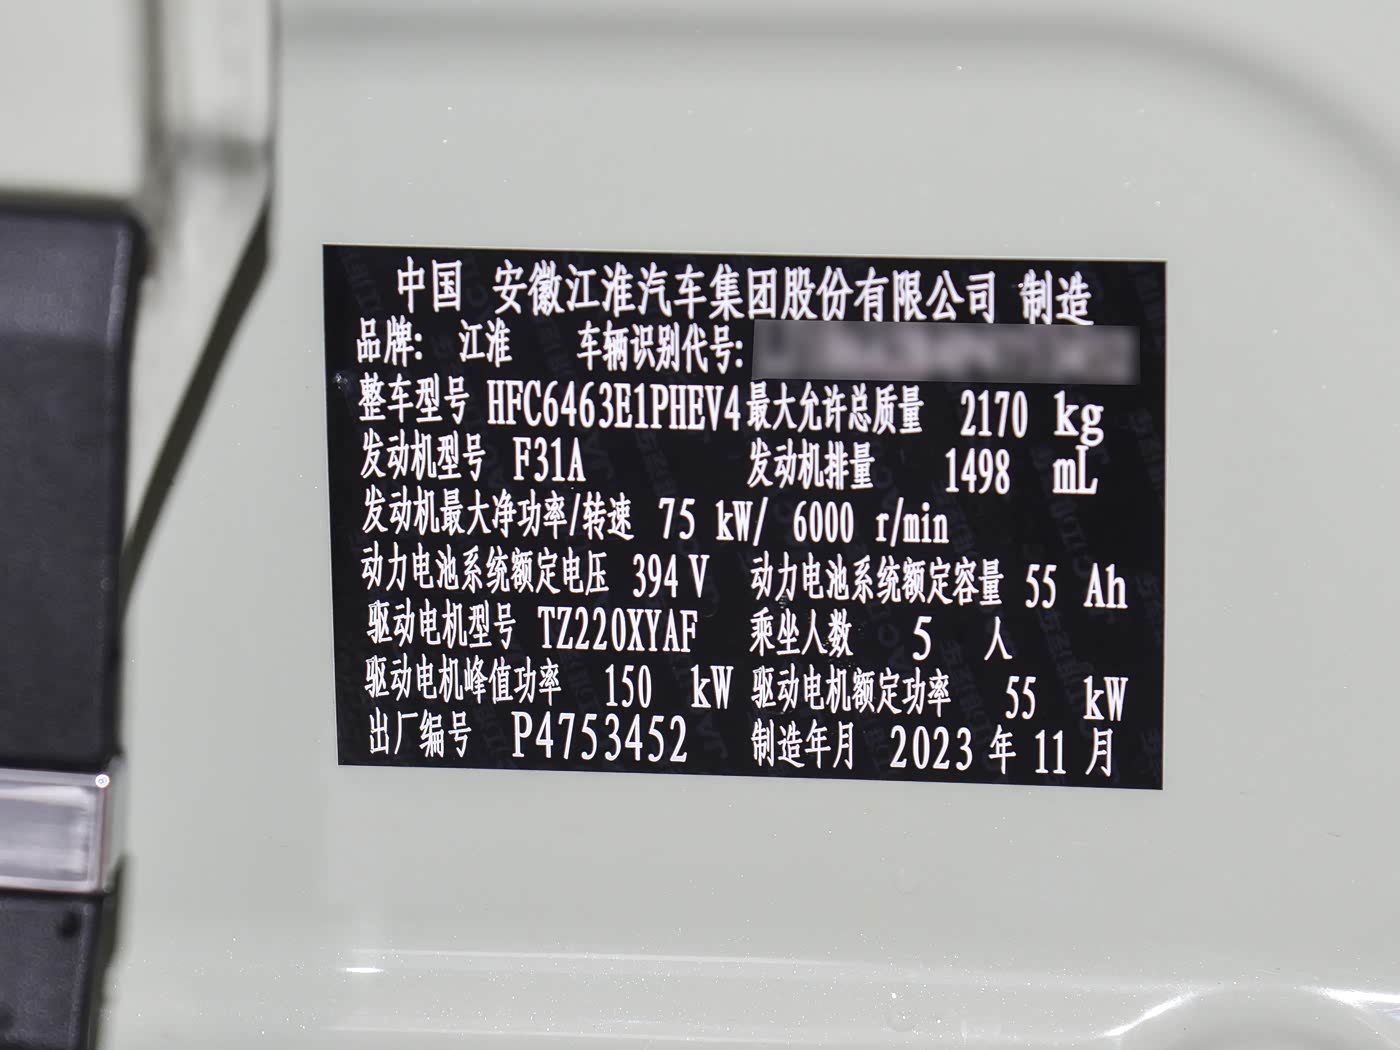 中国 安徽江淮汽车集团股份有限公司 制造
品牌: 江淮 车辆识别代号:
整车型号 HFC6463E1PHEV4 最大允许总质量 2170 kg
发动机型号 F31A 发动机排量 1498 mL
发动机最大净功率/转速 75 kW/ 6000 r/min
动力电池系统额定电压 394 V 动力电池系统额定容量 55 Ah
驱动电机型号 TZ220XYAF 乘坐人数 5 人
驱动电机峰值功率 150 kW 驱动电机额定功率 55 kW
出厂编号 P4753452 制造年月 2023 年 11 月